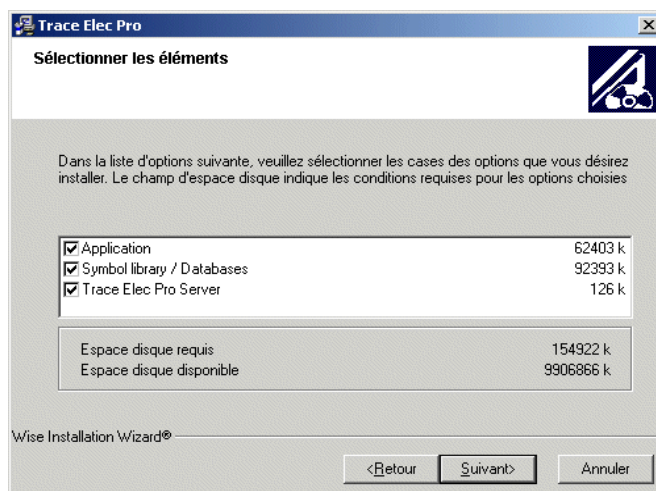 Trace Elec Pro
Sélectionner les éléments
Dans la liste d'options suivante, veuillez sélectionner les cases des options que vous désirez
installer. Le champ d'espace disque indique les conditions requises pour les options choisies
Application 62403 k
Symbol library / Databases 92393 k
Trace Elec Pro Server 126 k
Espace disque requis 154922 k
Espace disque disponible 9906866 k
Wise Installation Wizard®
<Retour Suivant> Annuler